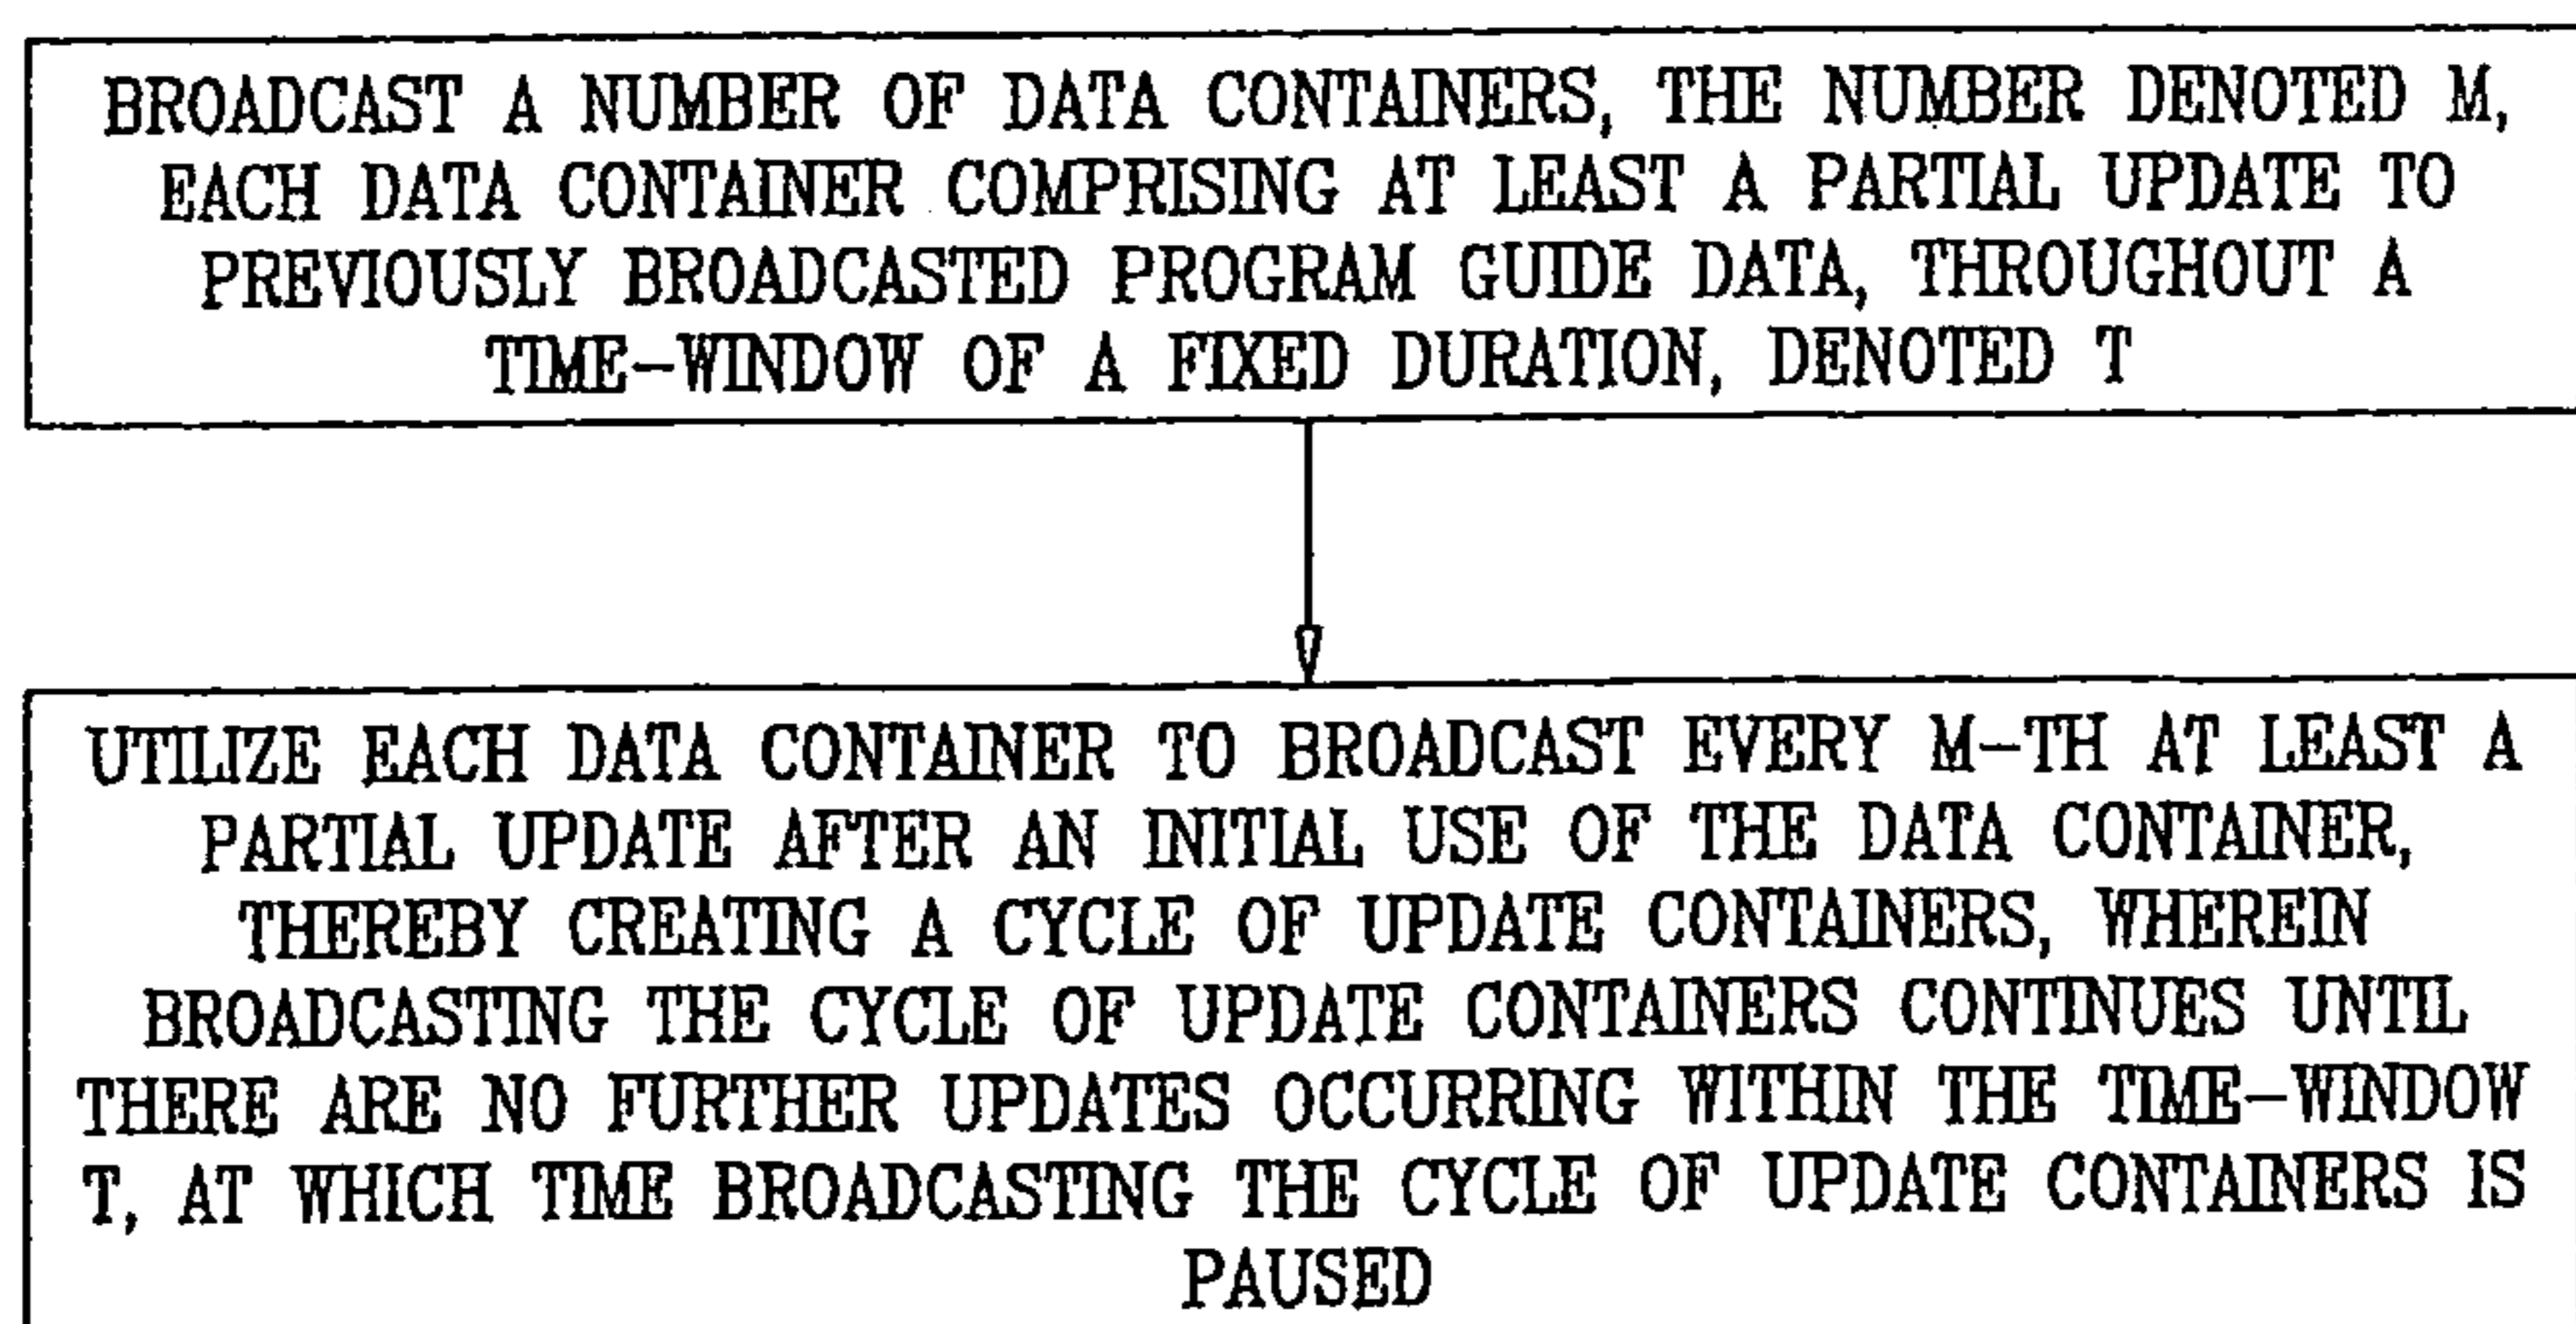 BROADCAST A NUMBER OF DATA CONTAINERS, THE NUMBER DENOTED M,
EACH DATA CONTAINER COMPRISING AT LEAST A PARTIAL UPDATE TO
PREVIOUSLY BROADCASTED PROGRAM GUIDE DATA, THROUGHOUT A
TIME-WINDOW OF A FIXED DURATION, DENOTED T
UTILIZE EACH DATA CONTAINER TO BROADCAST EVERY M-TH AT LEAST A
PARTIAL UPDATE AFTER AN INITIAL USE OF THE DATA CONTAINER,
THEREBY CREATING A CYCLE OF UPDATE CONTAINERS, WHEREIN
BROADCASTING THE CYCLE OF UPDATE CONTAINERS CONTINUES UNTIL
THERE ARE NO FURTHER UPDATES OCCURRING WITHIN THE TIME-WINDOW
T, AT WHICH TIME BROADCASTING THE CYCLE OF UPDATE CONTAINERS IS
PAUSED